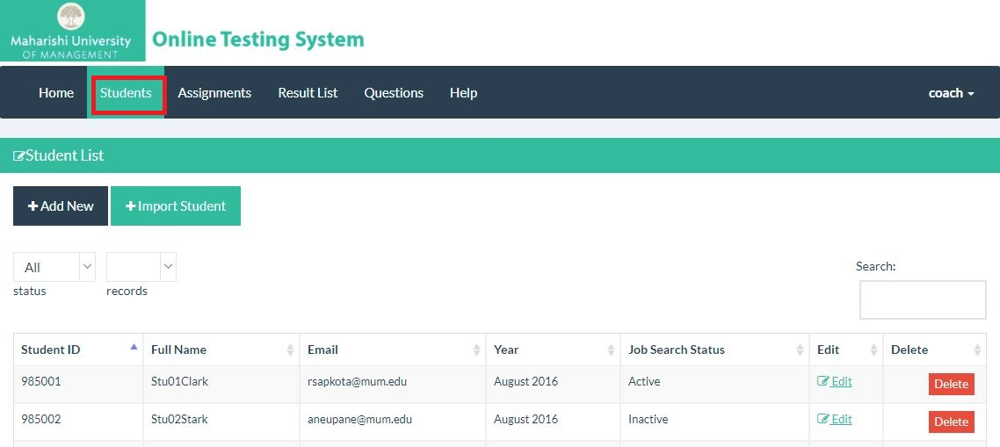 Maharishi University
OF MANAGEMENT
Online Testing System
Home Students Assignments Result List Questions Help coach
Student List
Add New Import Student
All
status records
Search:
Student ID Full Name Email Year Job Search Status Edit Delete
985001 Stu01Clark rsapkota@mum.edu August 2016 Active Edit Delete
985002 Stu02Stark aneupane@mum.edu August 2016 Inactive Edit Delete